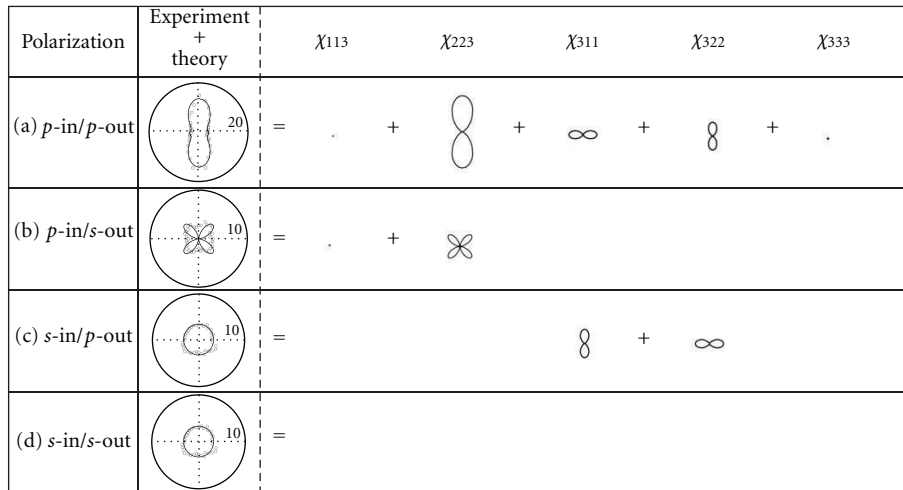 Polarization
Experiment
+
theory
χ113
χ223
χ311
χ322
χ333
(a) p-in/p-out
20
= + + + +
(b) p-in/s-out
10
= +
(c) s-in/p-out
10
= +
(d) s-in/s-out
10
=